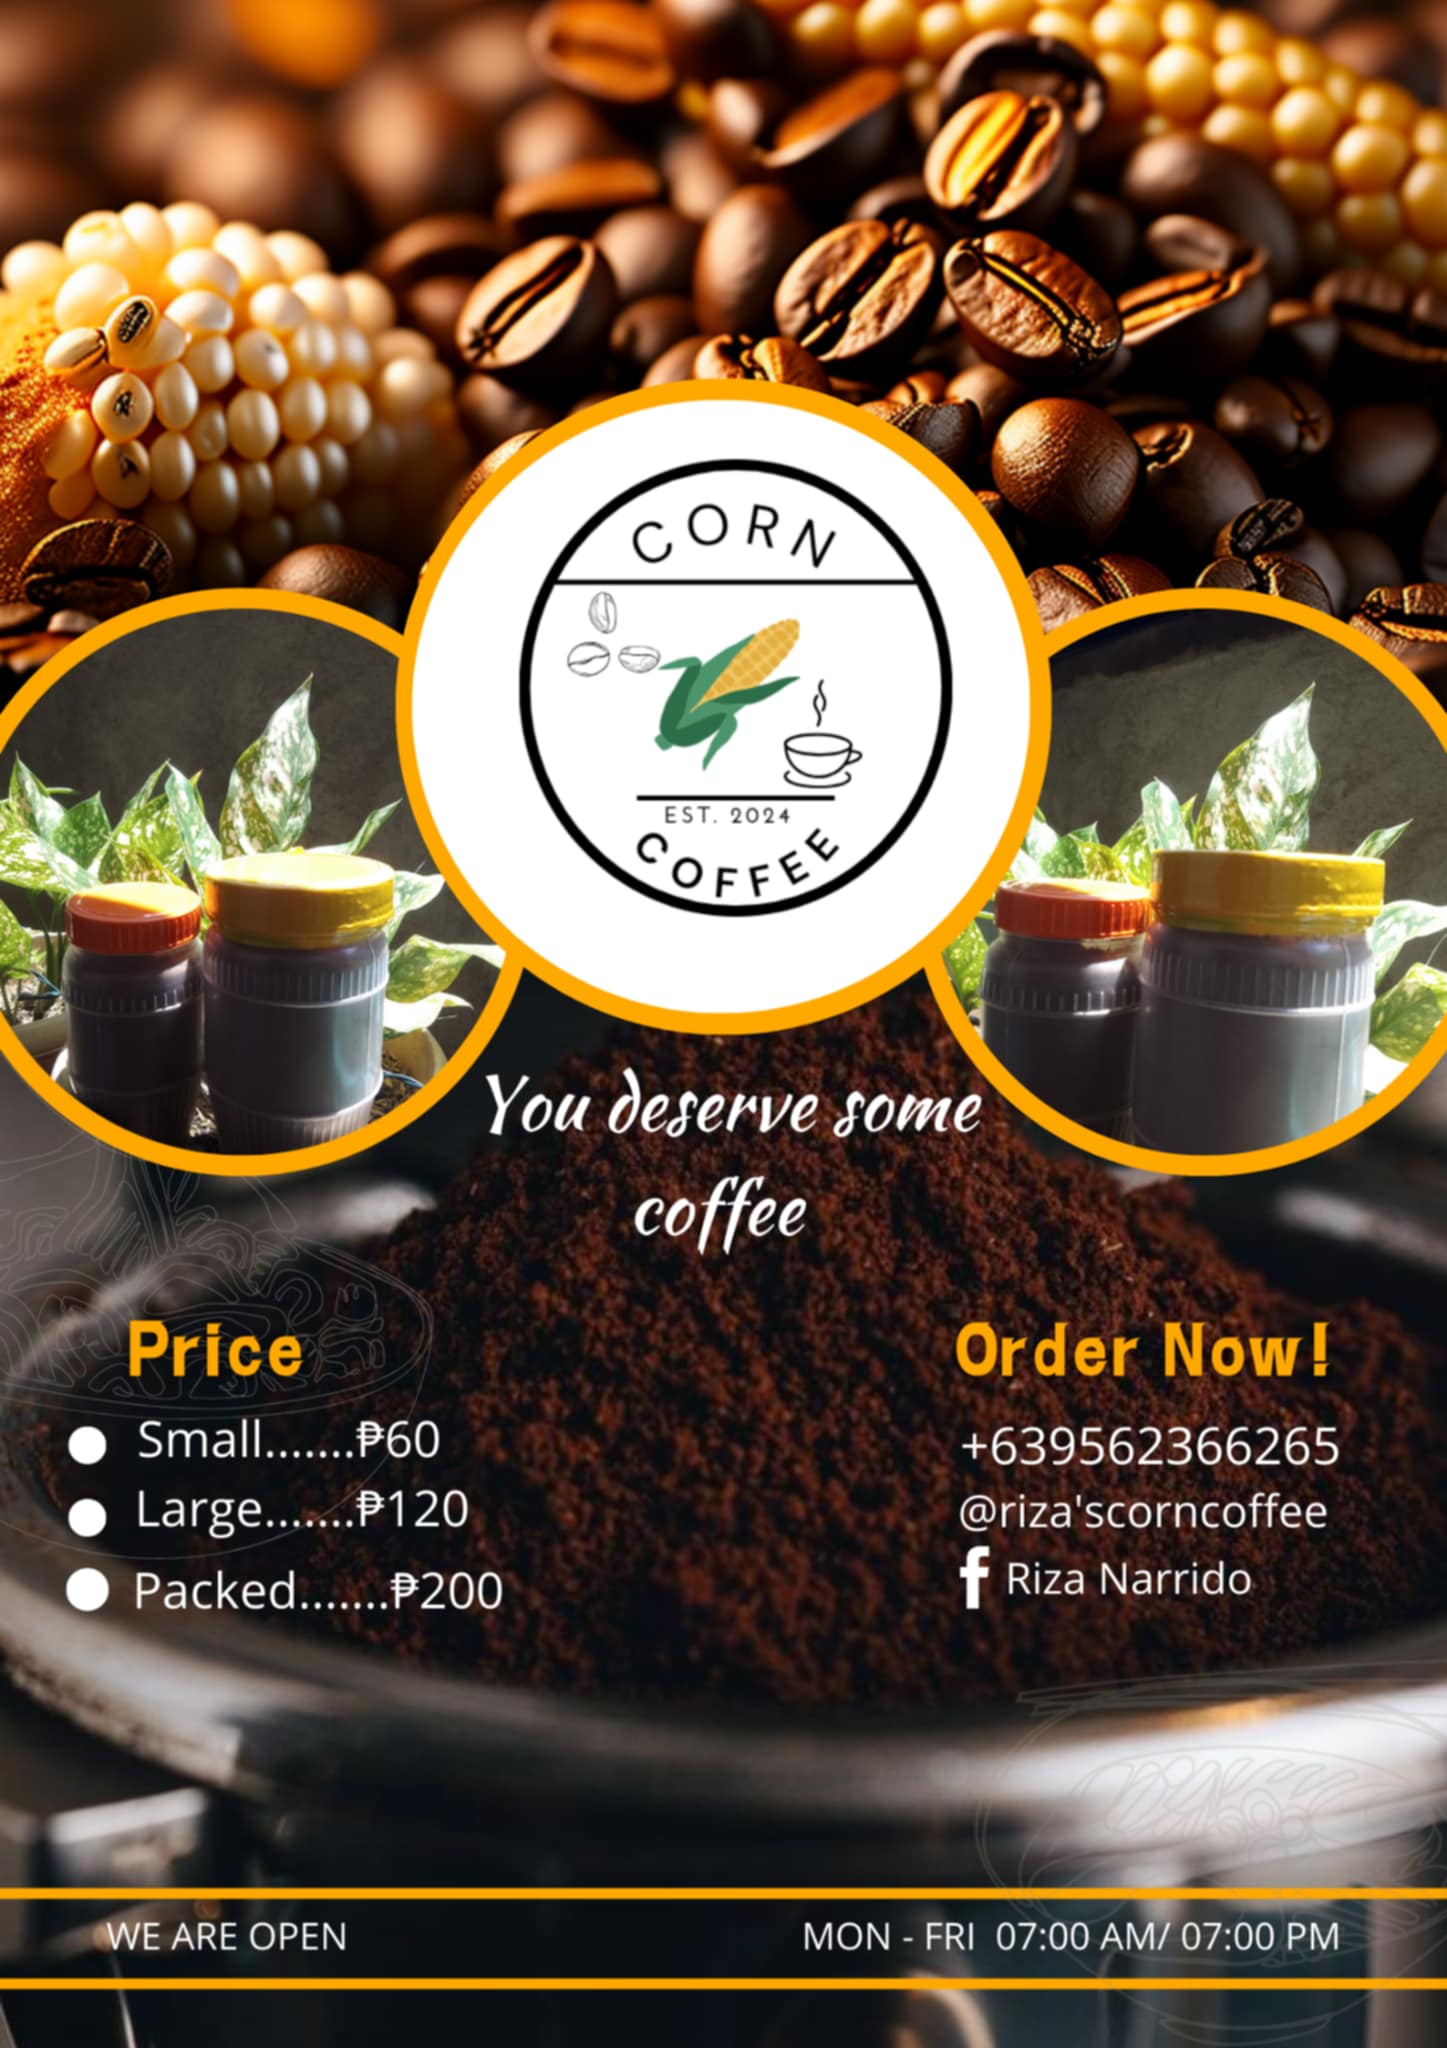 CORN
EST. 2024
COFFEE
You deserve some
coffee
Price
Small.......₱60
Large.......₱120
Packed.......₱200
Order Now!
+639562366265
@riza'scorncoffee
f Riza Narrido
WE ARE OPEN
MON - FRI 07:00 AM/ 07:00 PM